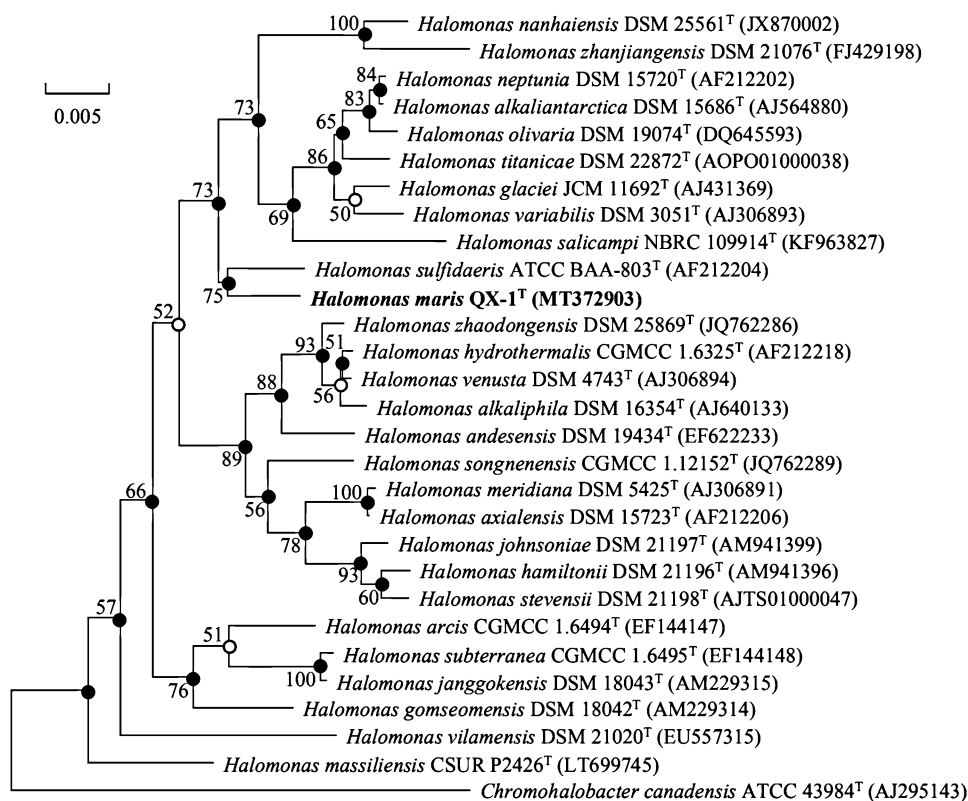 100
Halomonas nanhaiensis DSM 25561ᵀ (JX870002)
Halomonas zhanjiangensis DSM 21076ᵀ (FJ429198)
84
Halomonas neptunia DSM 15720ᵀ (AF212202)
0.005
83
Halomonas alkaliantarctica DSM 15686ᵀ (AJ564880)
73
65
Halomonas olivaria DSM 19074ᵀ (DQ645593)
86
Halomonas titanicae DSM 22872ᵀ (AOPO01000038)
73
Halomonas glaciei JCM 11692ᵀ (AJ431369)
69
50
Halomonas variabilis DSM 3051ᵀ (AJ306893)
Halomonas salicampi NBRC 109914ᵀ (KF963827)
Halomonas sulfidaeris ATCC BAA-803ᵀ (AF212204)
75
Halomonas maris QX-1ᵀ (MT372903)
52
Halomonas zhaodongensis DSM 25869ᵀ (JQ762286)
93
51
Halomonas hydrothermalis CGMCC 1.6325ᵀ (AF212218)
88
Halomonas venusta DSM 4743ᵀ (AJ306894)
56
Halomonas alkaliphila DSM 16354ᵀ (AJ640133)
Halomonas andesensis DSM 19434ᵀ (EF622233)
89
Halomonas songnenensis CGMCC 1.12152ᵀ (JQ762289)
66
56
100
Halomonas meridiana DSM 5425ᵀ (AJ306891)
Halomonas axialensis DSM 15723ᵀ (AF212206)
78
Halomonas johnsoniae DSM 21197ᵀ (AM941399)
93
Halomonas hamiltonii DSM 21196ᵀ (AM941396)
60
Halomonas stevensii DSM 21198ᵀ (AJTS01000047)
57
Halomonas arcis CGMCC 1.6494ᵀ (EF144147)
51
Halomonas subterranea CGMCC 1.6495ᵀ (EF144148)
76
100
Halomonas janggokensis DSM 18043ᵀ (AM229315)
Halomonas gomseomensis DSM 18042ᵀ (AM229314)
Halomonas vilamensis DSM 21020ᵀ (EU557315)
Halomonas massiliensis CSUR P2426ᵀ (LT699745)
Chromohalobacter canadensis ATCC 43984ᵀ (AJ295143)